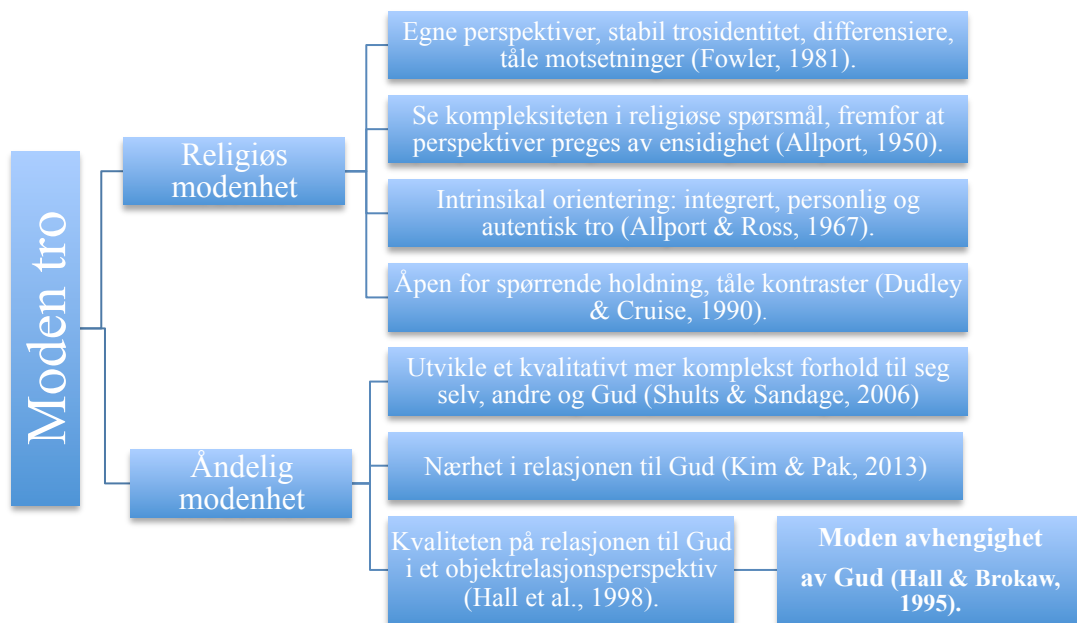 Moden tro
Religiøs
modenhet
Egne perspektiver, stabil trosidentitet, differensiere,
tåle motsetninger (Fowler, 1981).
Se kompleksiteten i religiøse spørsmål, fremfor at
perspektiver preges av ensidighet (Allport, 1950).
Intrinsikal orientering: integrert, personlig og
autentisk tro (Allport & Ross, 1967).
Åpen for spørrende holdning, tåle kontraster (Dudley
& Cruise, 1990).
Åndelig
modenhet
Utvikle et kvalitativt mer komplekst forhold til seg
selv, andre og Gud (Shults & Sandage, 2006)
Nærhet i relasjonen til Gud (Kim & Pak, 2013)
Kvaliteten på relasjonen til Gud
i et objektrelasjonsperspektiv
(Hall et al., 1998).
Moden avhengighet
av Gud (Hall & Brokaw,
1995).